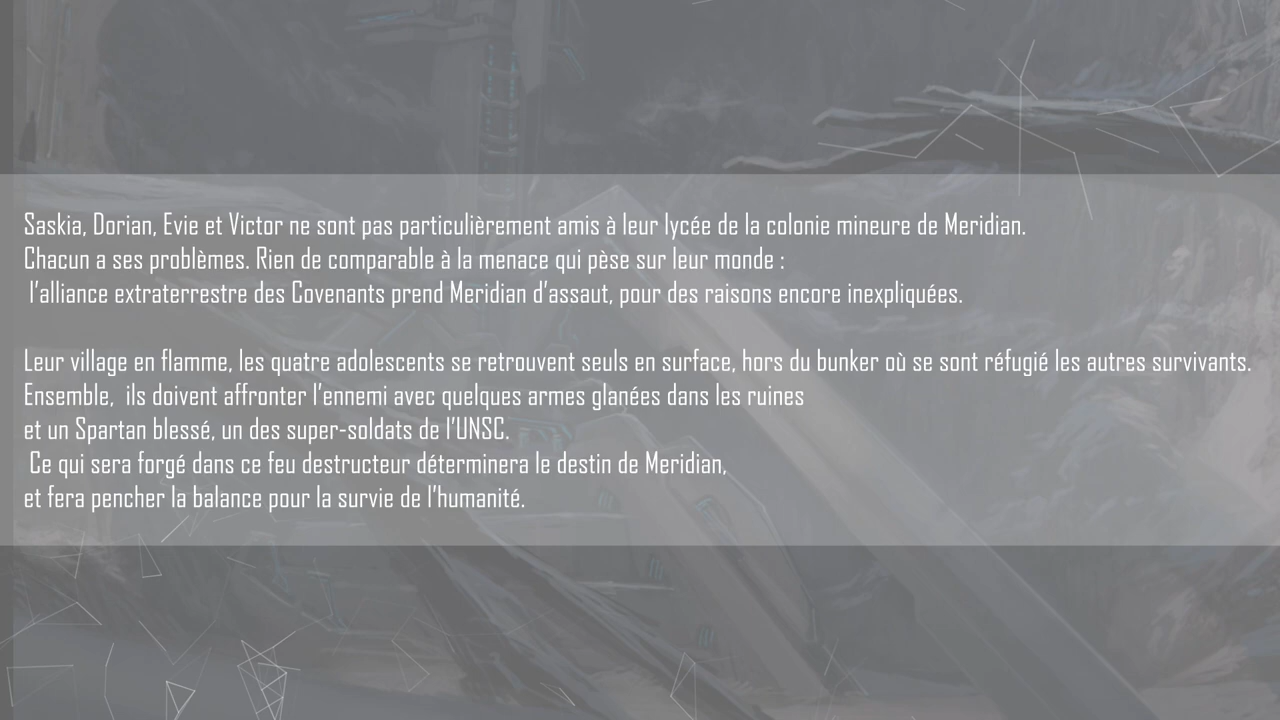 Saskia, Dorian, Evie et Victor ne sont pas particulièrement amis à leur lycée de la colonie mineure de Meridian.
Chacun a ses problèmes. Rien de comparable à la menace qui pèse sur leur monde :
l'alliance extraterrestre des Covenants prend Meridian d'assaut, pour des raisons encore inexpliquées.
Leur village en flamme, les quatre adolescents se retrouvent seuls en surface, hors du bunker où se sont réfugié les autres survivants.
Ensemble, ils doivent affronter l'ennemi avec quelques armes glanées dans les ruines
et un Spartan blessé, un des super-soldats de l'UNSC.
Ce qui sera forgé dans ce feu destructeur déterminera le destin de Meridian,
et fera pencher la balance pour la survie de l'humanité.